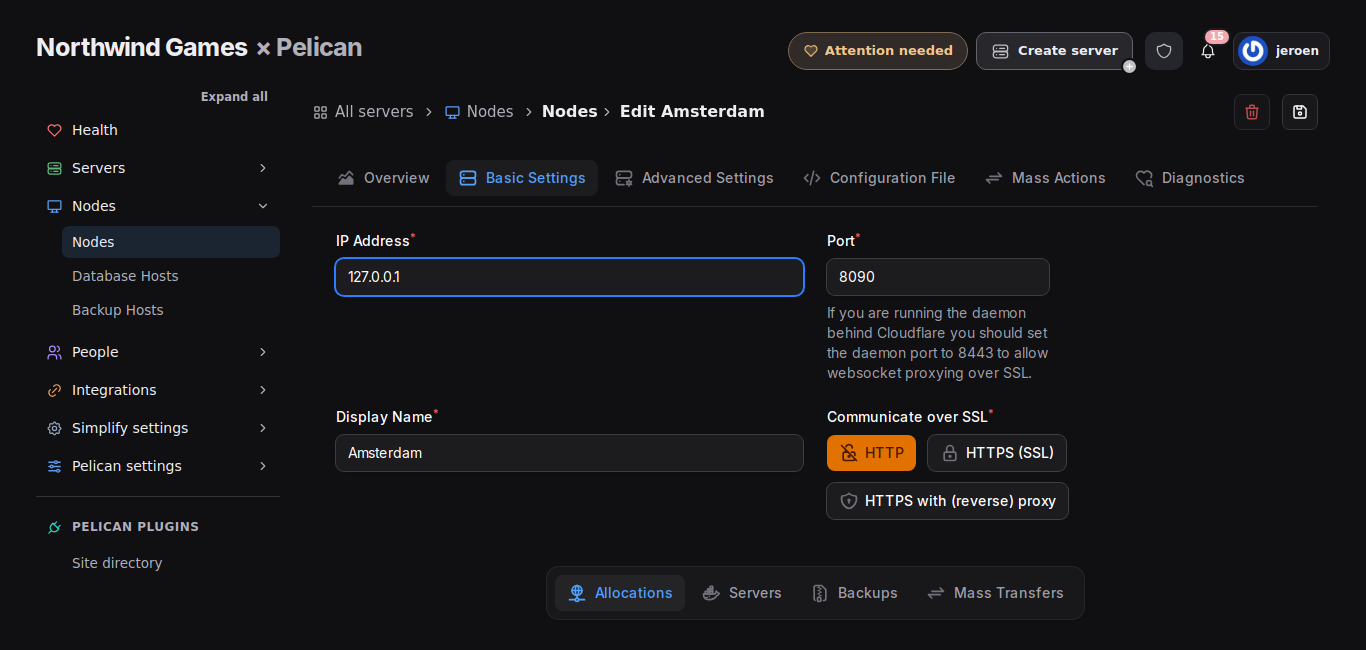 Northwind Games × Pelican
Attention needed
Create server
15
jeroen
Expand all
Health
Servers
Nodes
Nodes
Database Hosts
Backup Hosts
People
Integrations
Simplify settings
Pelican settings
PELICAN PLUGINS
Site directory
All servers > Nodes > Nodes > Edit Amsterdam
Overview
Basic Settings
Advanced Settings
Configuration File
Mass Actions
Diagnostics
IP Address*
127.0.0.1
Port*
8090
If you are running the daemon
behind Cloudflare you should set
the daemon port to 8443 to allow
websocket proxying over SSL.
Display Name*
Amsterdam
Communicate over SSL*
HTTP
HTTPS (SSL)
HTTPS with (reverse) proxy
Allocations
Servers
Backups
Mass Transfers